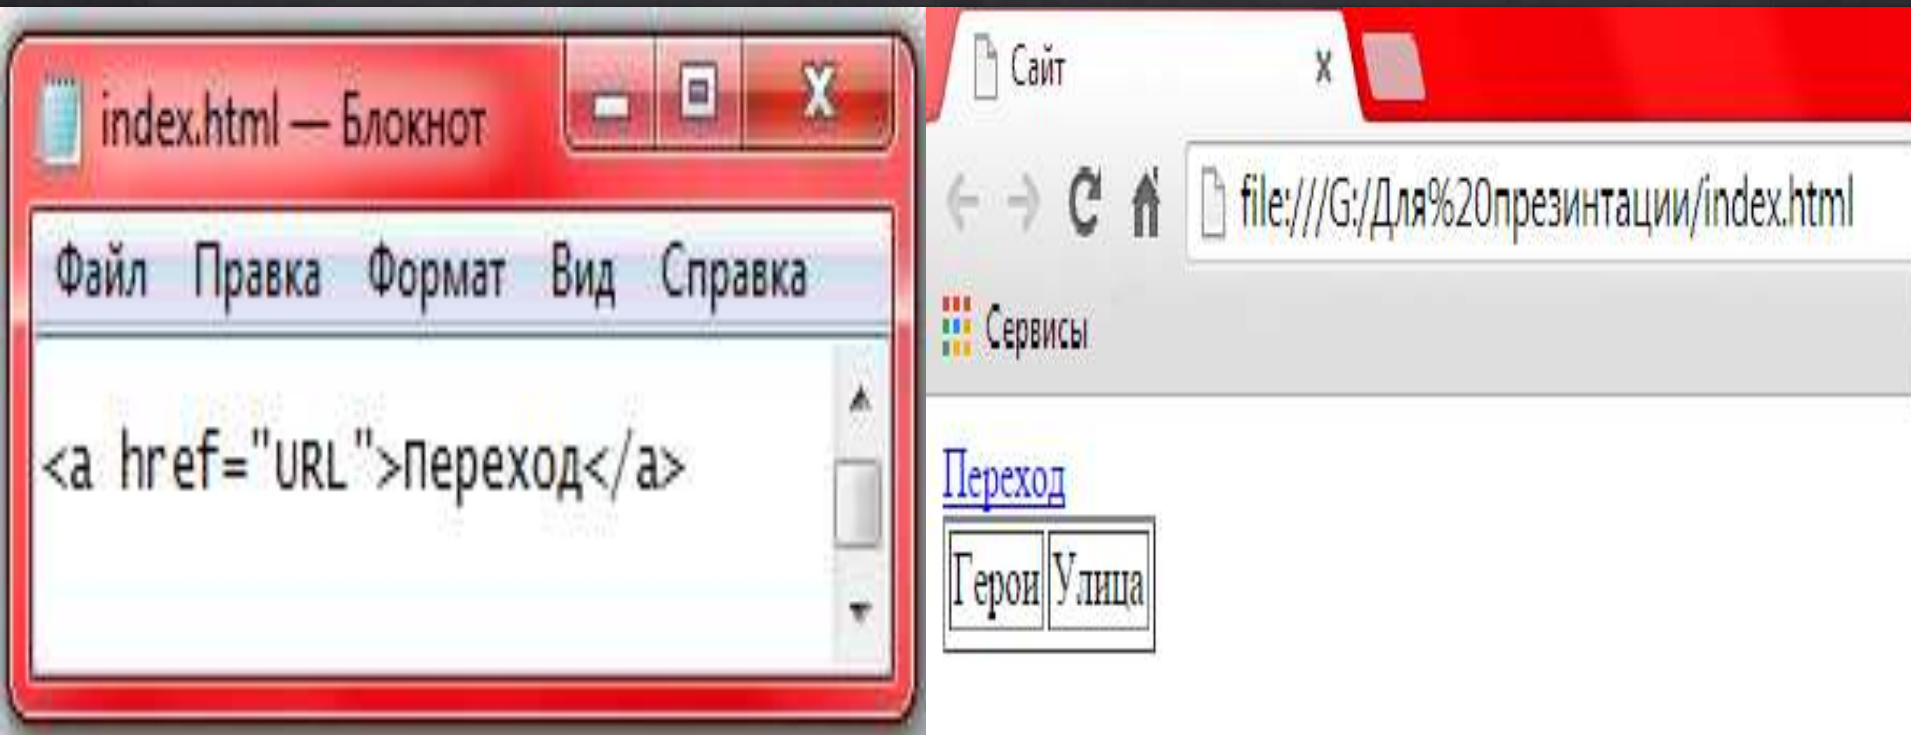 index.html — Блокнот
Файл Правка Формат Вид Справка
<a href="URL">Переход</a>
Сайт
file:///G:/Для%20презинтации/index.html
Сервисы
Переход
Герои Улица